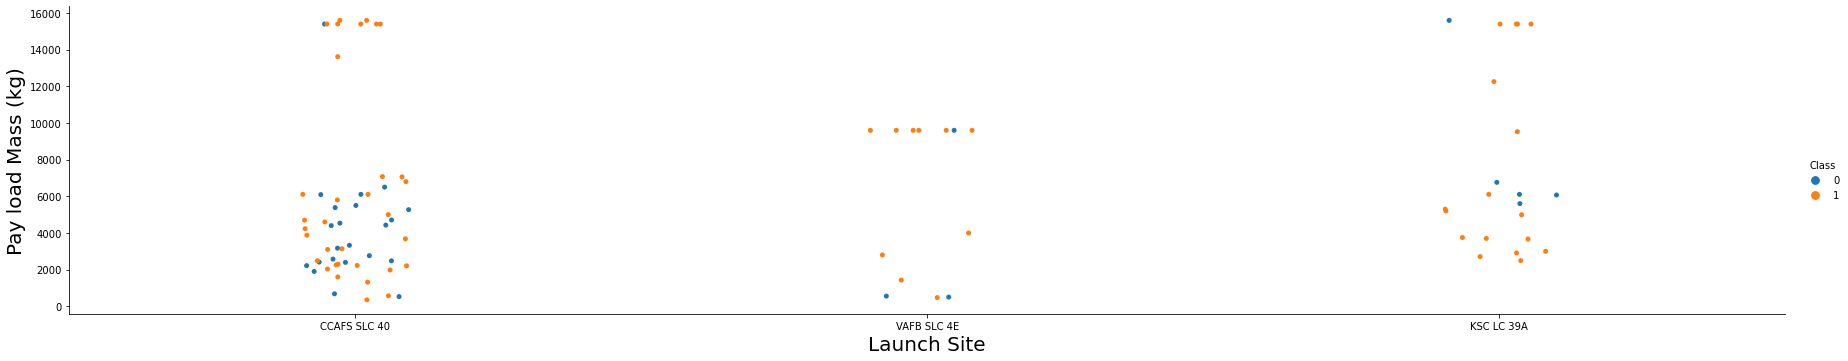 Pay load Mass (kg)
16000
14000
12000
10000
8000
6000
4000
2000
0
CCAFS SLC 40
VAFB SLC 4E
KSC LC 39A
Launch Site
Class
0
1